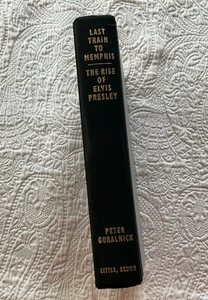 LAST
TRAIN
TO
MEMPHIS
THE RISE
OF
ELVIS
PRESLEY
PETER
GURALNICK
LITTLE, BROWN